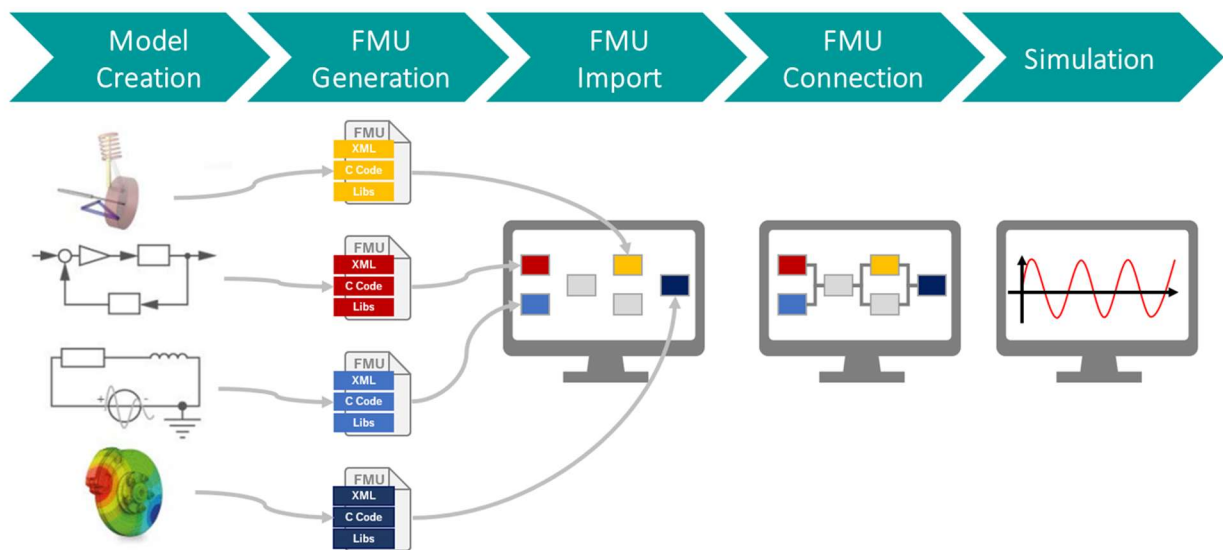 Model
Creation
FMU
Generation
FMU
Import
FMU
Connection
Simulation
FMU
XML
C Code
Libs
FMU
XML
C Code
Libs
FMU
XML
C Code
Libs
+ -
FMU
XML
C Code
Libs